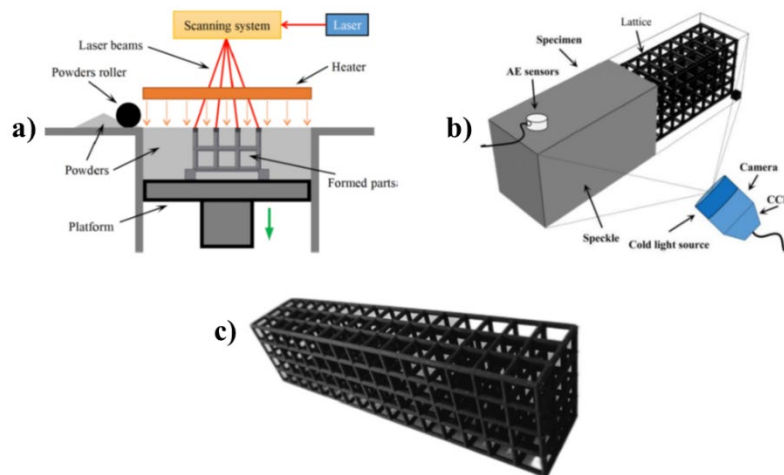 a)
Scanning system
Laser
Laser beams
Powders roller
Heater
Powders
Formed parts
Platform
b)
Specimen
Lattice
AE sensors
Camera
Cold light source
Speckle
c)